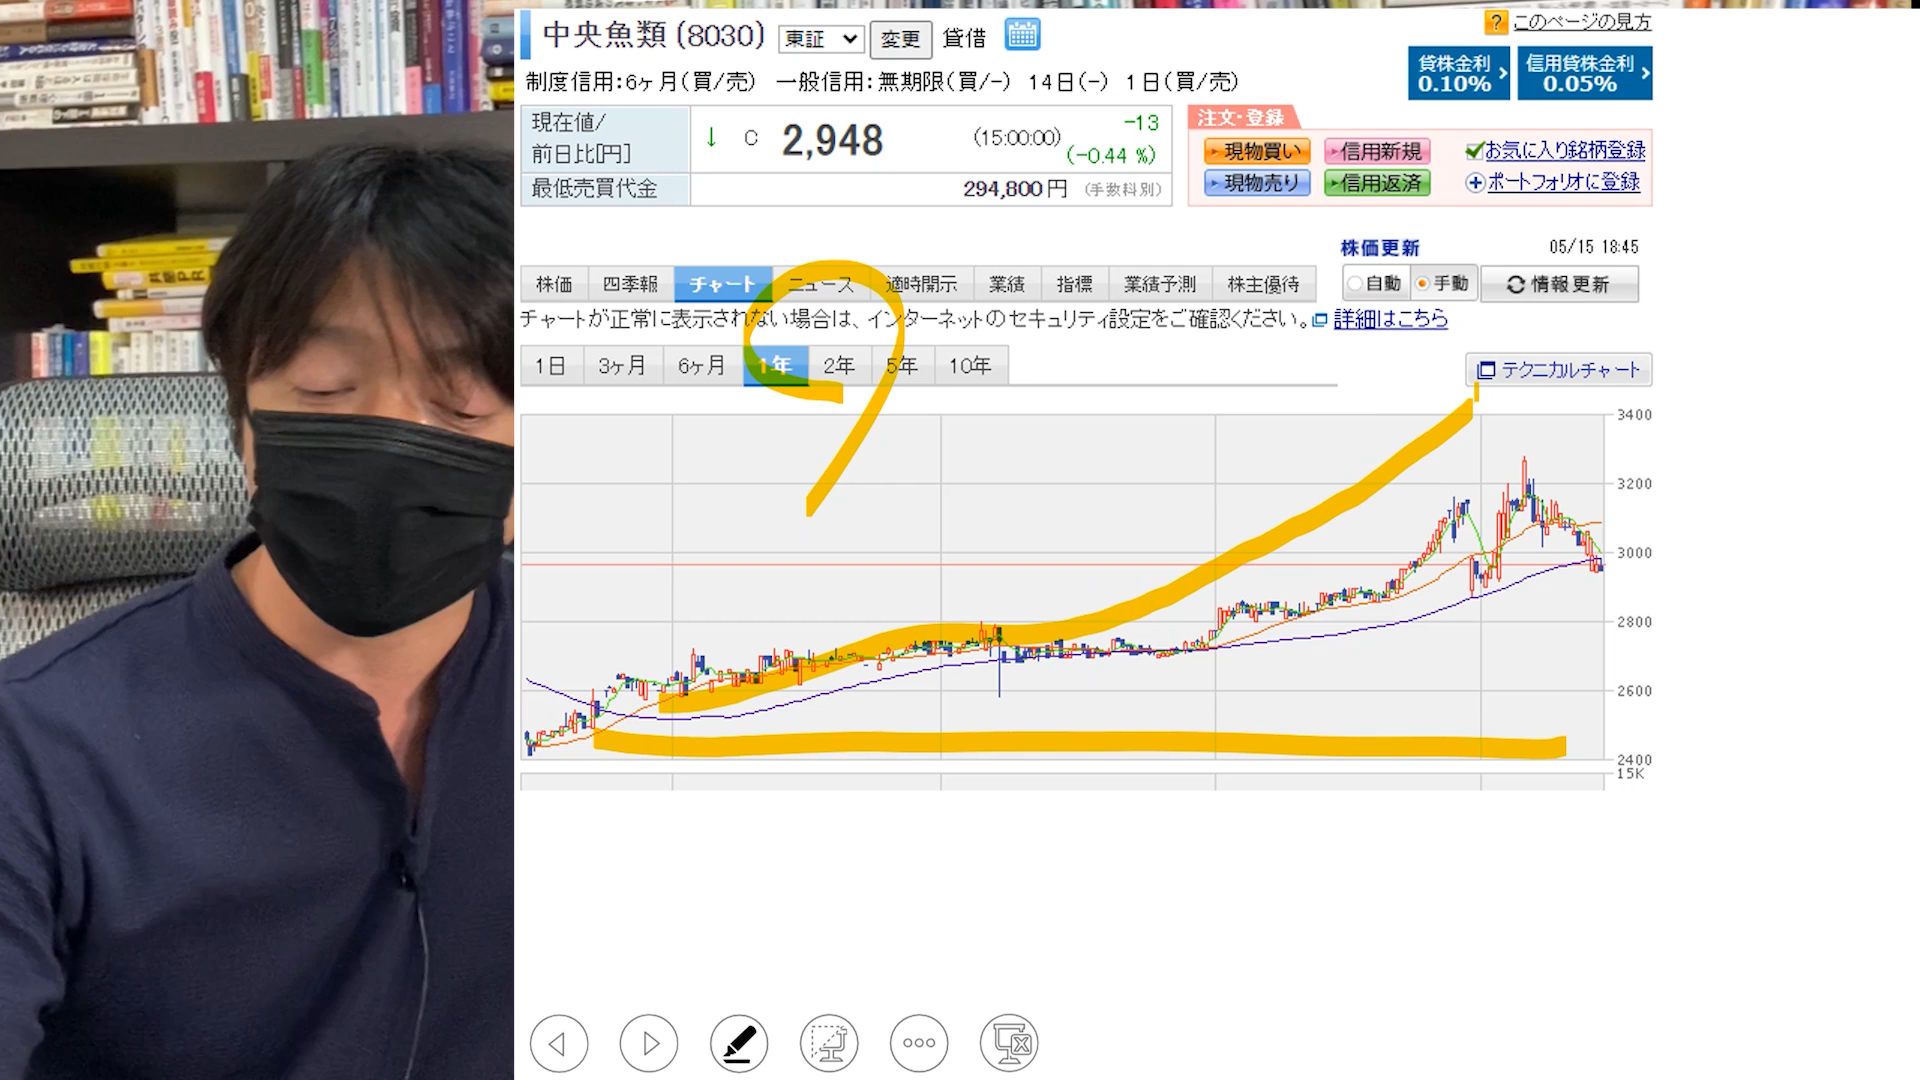 中央魚類 (8030) 東証 変更 貸借
? このページの見方
制度信用:6ヶ月(買/売) 一般信用:無期限(買/-) 14日(-) 1日(買/売)
貸株金利 0.10%
信用貸株金利 0.05%
現在値/
前日比[円]
↓ C 2,948 (15:00:00) -13
(-0.44 %)
最低売買代金 294,800 円 (手数料別)
注文・登録
現物買い 信用新規 お気に入り銘柄登録
現物売り 信用返済 ポートフォリオに登録
株価更新 05/15 18:45
株価 四季報 チャート ニュース 適時開示 業績 指標 業績予測 株主優待
自動 手動 情報更新
チャートが正常に表示されない場合は、インターネットのセキュリティ設定をご確認ください。 詳細はこちら
1日 3ヶ月 6ヶ月 1年 2年 5年 10年
テクニカルチャート
3400
3200
3000
2800
2600
2400
15K